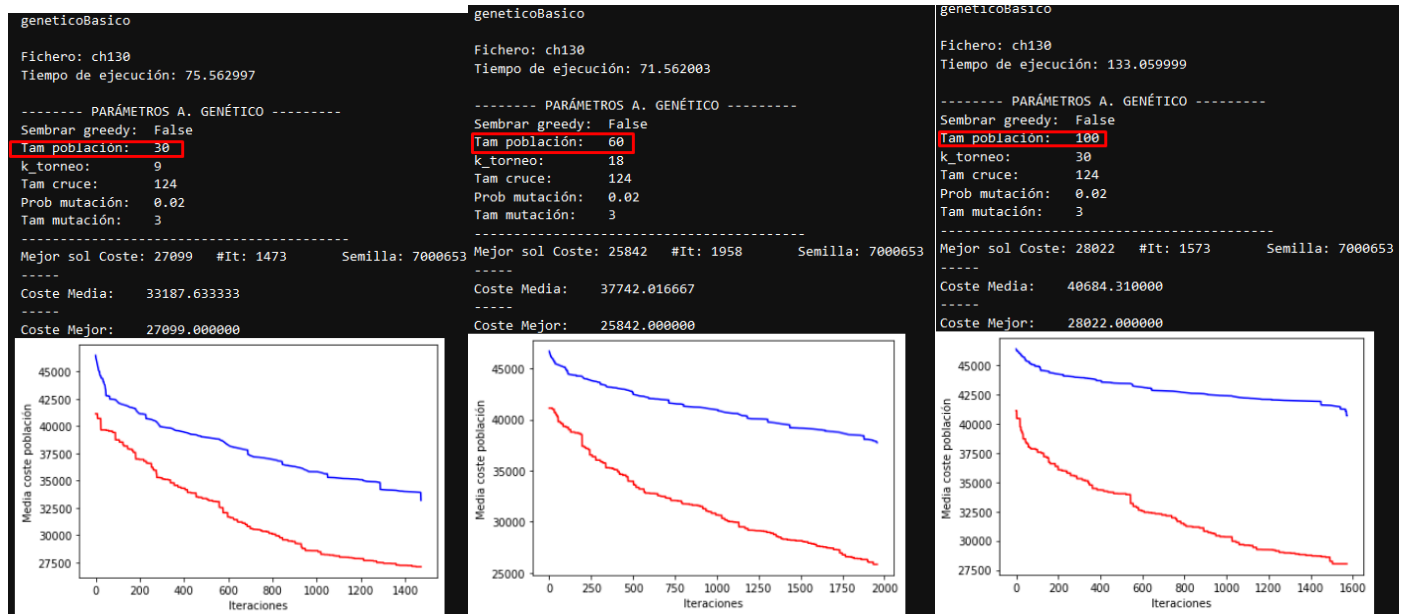 geneticoBasico
Fichero: ch130
Tiempo de ejecución: 75.562997
-------- PARÁMETROS A. GENÉTICO ---------
Sembrar greedy: False
Tam población: 30
k_torneo: 9
Tam cruce: 124
Prob mutación: 0.02
Tam mutación: 3
-------------------------------------------
Mejor sol Coste: 27099 #It: 1473 Semilla: 7000653
-----
Coste Media: 33187.633333
-----
Coste Mejor: 27099.000000
Media coste población
45000
42500
40000
37500
35000
32500
30000
27500
0 200 400 600 800 1000 1200 1400
Iteraciones
geneticoBasico
Fichero: ch130
Tiempo de ejecución: 71.562003
-------- PARÁMETROS A. GENÉTICO ---------
Sembrar greedy: False
Tam población: 60
k_torneo: 18
Tam cruce: 124
Prob mutación: 0.02
Tam mutación: 3
-------------------------------------------
Mejor sol Coste: 25842 #It: 1958 Semilla: 7000653
-----
Coste Media: 37742.016667
-----
Coste Mejor: 25842.000000
Media coste población
45000
40000
35000
30000
25000
0 250 500 750 1000 1250 1500 1750 2000
Iteraciones
geneticoBasico
Fichero: ch130
Tiempo de ejecución: 133.059999
-------- PARÁMETROS A. GENÉTICO ---------
Sembrar greedy: False
Tam población: 100
k_torneo: 30
Tam cruce: 124
Prob mutación: 0.02
Tam mutación: 3
-------------------------------------------
Mejor sol Coste: 28022 #It: 1573 Semilla: 7000653
-----
Coste Media: 40684.310000
-----
Coste Mejor: 28022.000000
Media coste población
45000
42500
40000
37500
35000
32500
30000
27500
0 200 400 600 800 1000 1200 1400 1600
Iteraciones